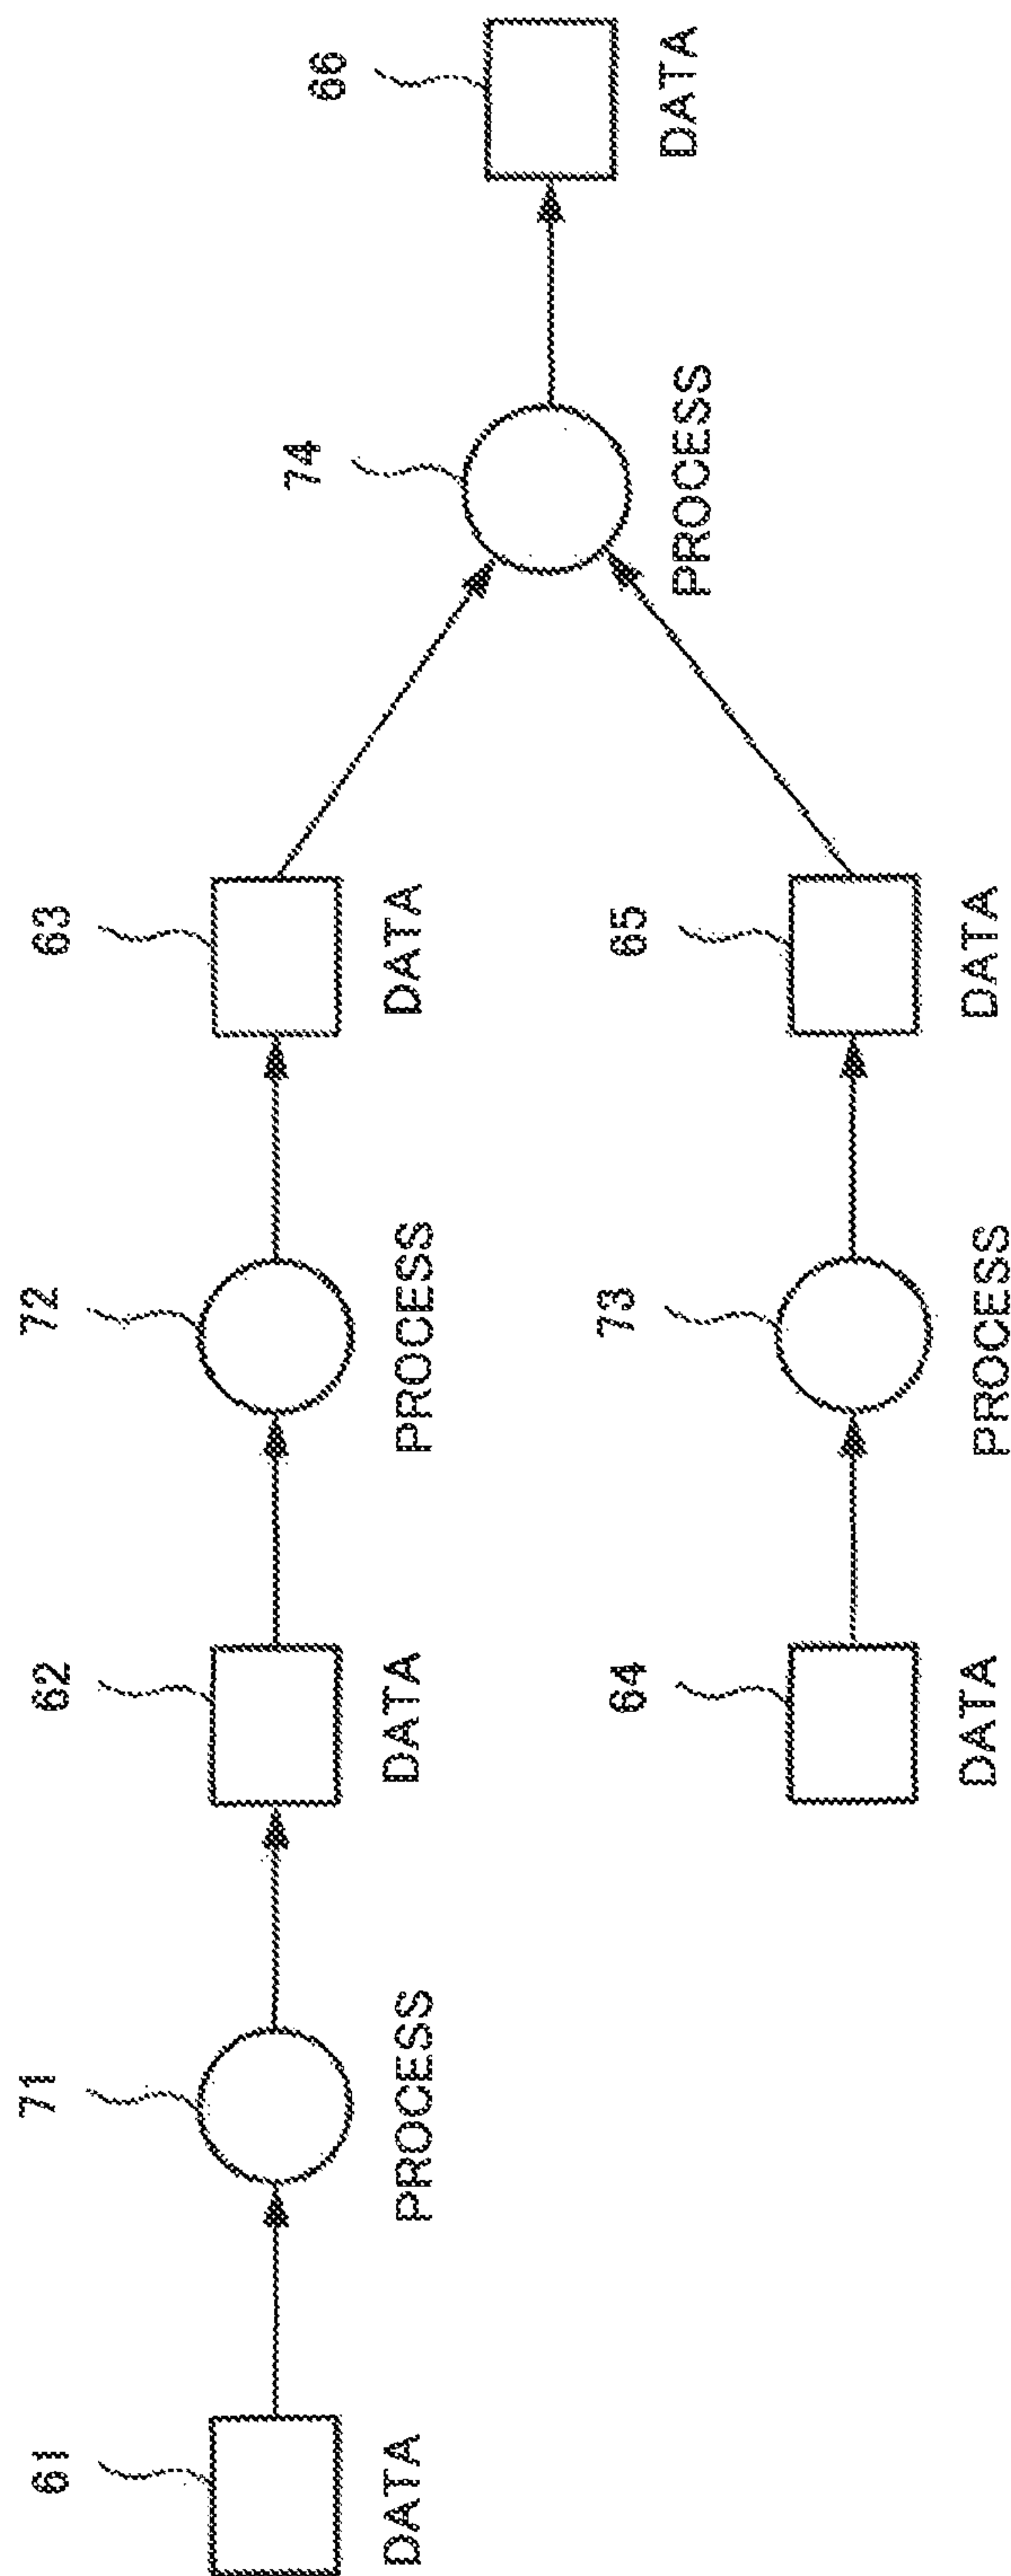 61
DATA
71
PROCESS
62
DATA
72
PROCESS
63
DATA
64
DATA
73
PROCESS
65
DATA
74
PROCESS
66
DATA